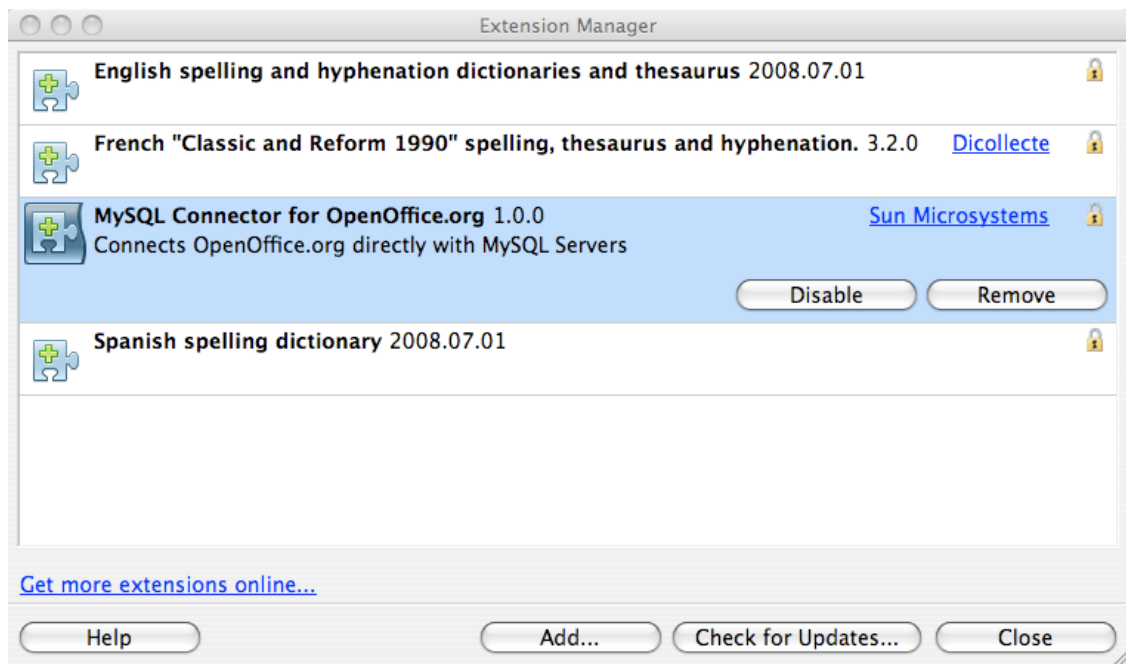 Extension Manager
English spelling and hyphenation dictionaries and thesaurus 2008.07.01
French "Classic and Reform 1990" spelling, thesaurus and hyphenation. 3.2.0 Dicollecte
MySQL Connector for OpenOffice.org 1.0.0 Sun Microsystems
Connects OpenOffice.org directly with MySQL Servers
Disable Remove
Spanish spelling dictionary 2008.07.01
Get more extensions online...
Help Add... Check for Updates... Close